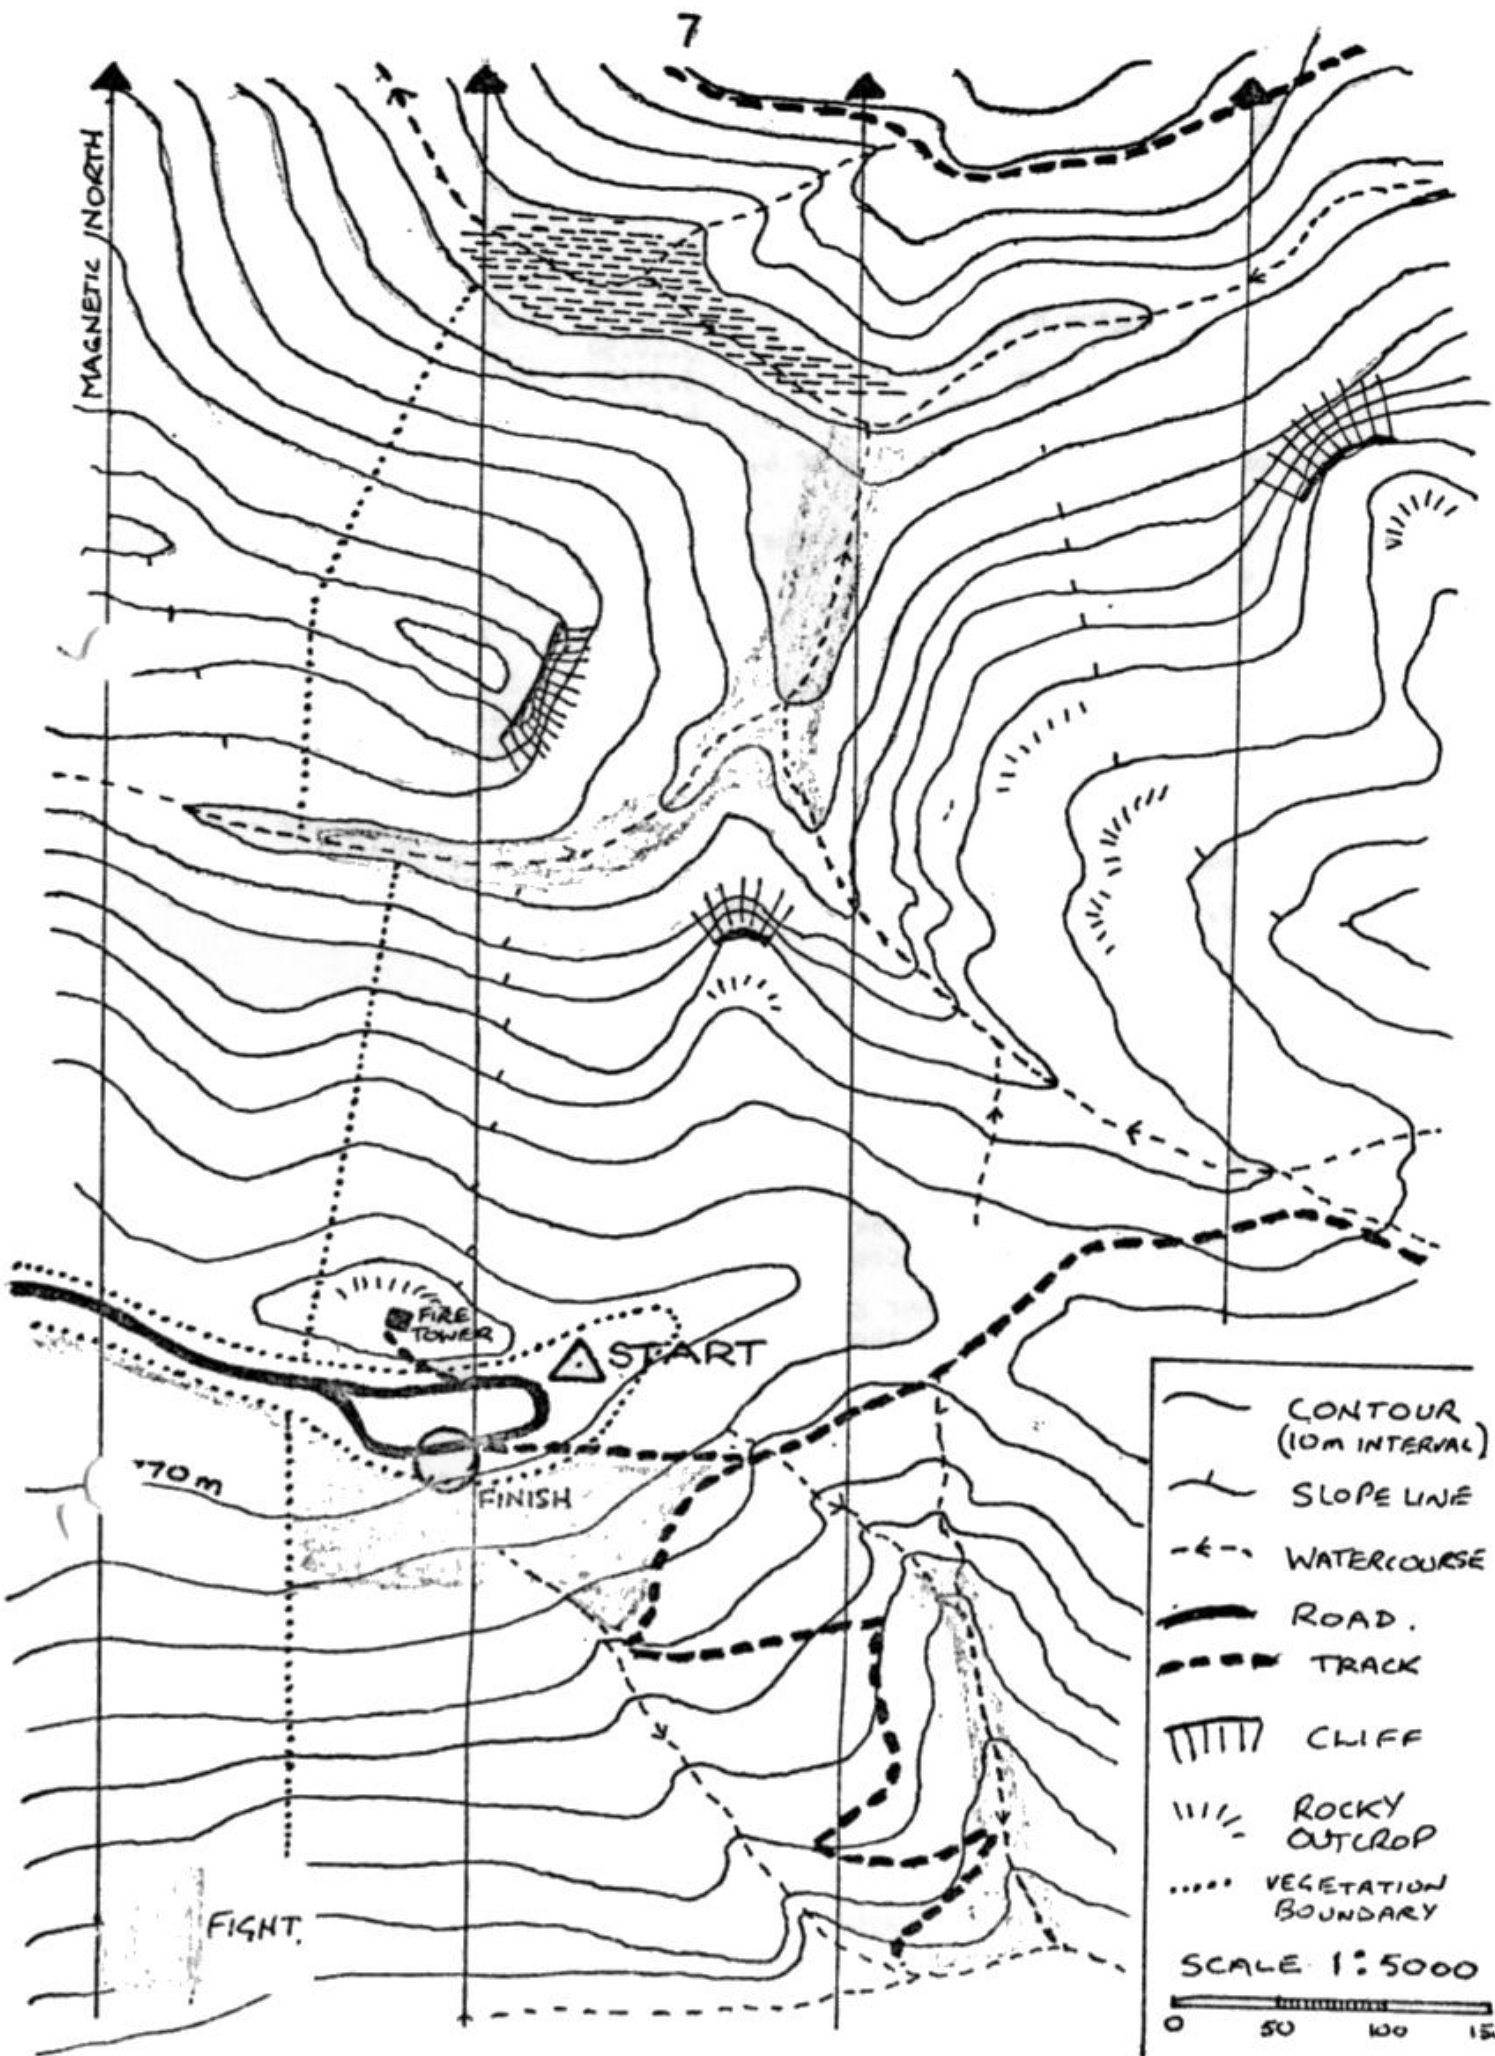 7
MAGNETIC NORTH
FIRE
TOWER
START
770m
FINISH
FIGHT.
CONTOUR
(10m INTERVAL)
SLOPE LINE
WATERCOURSE
ROAD.
TRACK
CLIFF
ROCKY
OUTCROP
VEGETATION
BOUNDARY
SCALE 1:5000
0 50 100